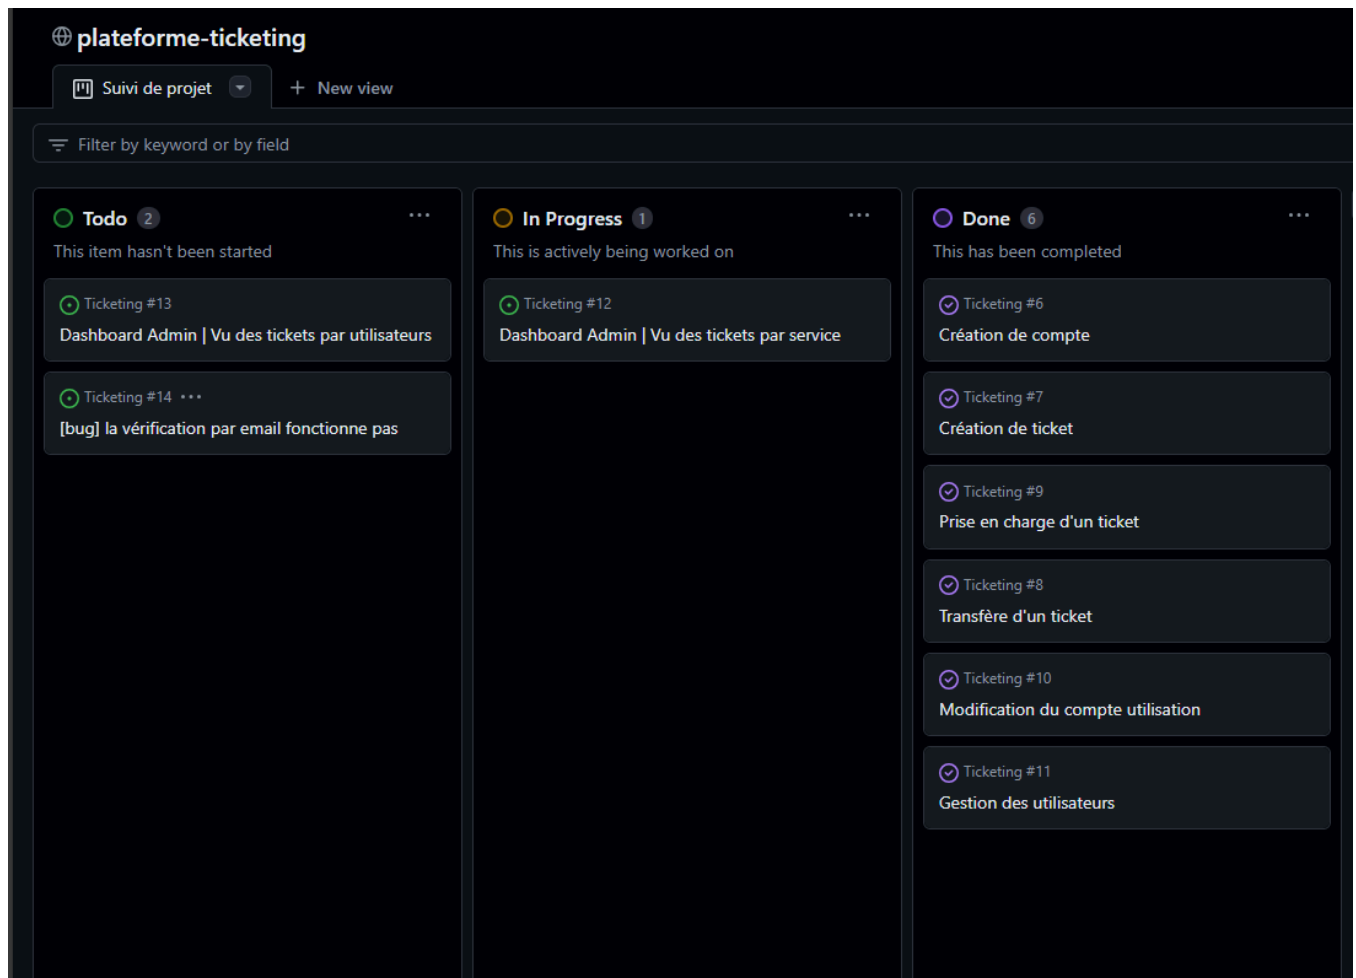 plateforme-ticketing
Suivi de projet
+ New view
Filter by keyword or by field
Todo 2
This item hasn't been started
Ticketing #13
Dashboard Admin | Vu des tickets par utilisateurs
Ticketing #14
[bug] la vérification par email fonctionne pas
In Progress 1
This is actively being worked on
Ticketing #12
Dashboard Admin | Vu des tickets par service
Done 6
This has been completed
Ticketing #6
Création de compte
Ticketing #7
Création de ticket
Ticketing #9
Prise en charge d'un ticket
Ticketing #8
Transfère d'un ticket
Ticketing #10
Modification du compte utilisation
Ticketing #11
Gestion des utilisateurs